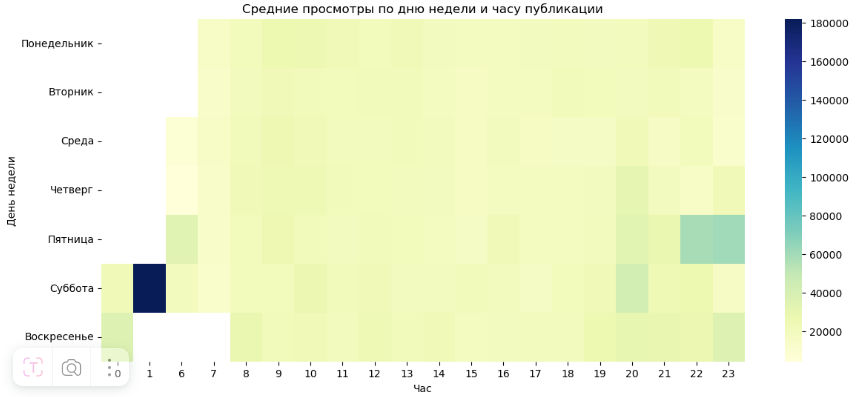 Средние просмотры по дню недели и часу публикации
День недели
Понедельник
Вторник
Среда
Четверг
Пятница
Суббота
Воскресенье
0 1 6 7 8 9 10 11 12 13 14 15 16 17 18 19 20 21 22 23
Час
180000
160000
140000
120000
100000
80000
60000
40000
20000
T